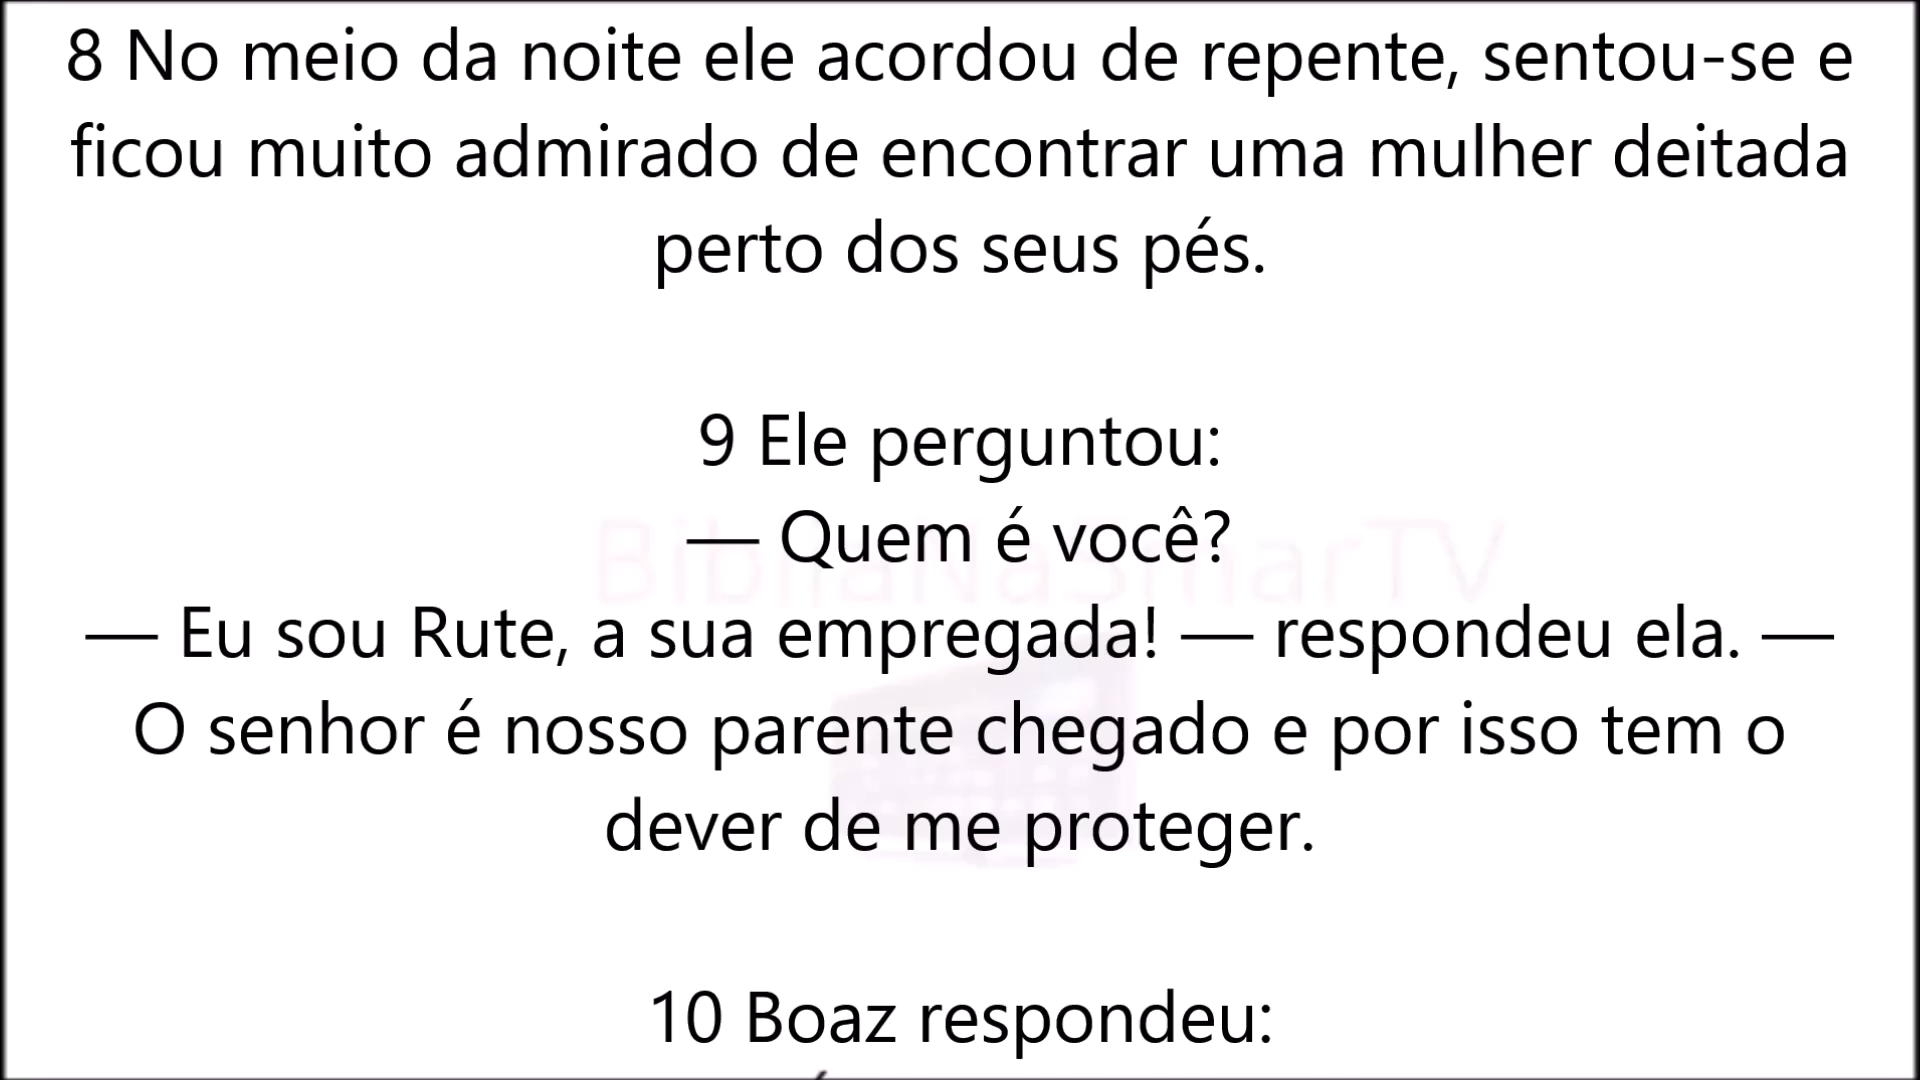 8 No meio da noite ele acordou de repente, sentou-se e
ficou muito admirado de encontrar uma mulher deitada
perto dos seus pés.
9 Ele perguntou:
— Quem é você?
BibliaNaSmarTV
— Eu sou Rute, a sua empregada! — respondeu ela. —
O senhor é nosso parente chegado e por isso tem o
dever de me proteger.
10 Boaz respondeu: